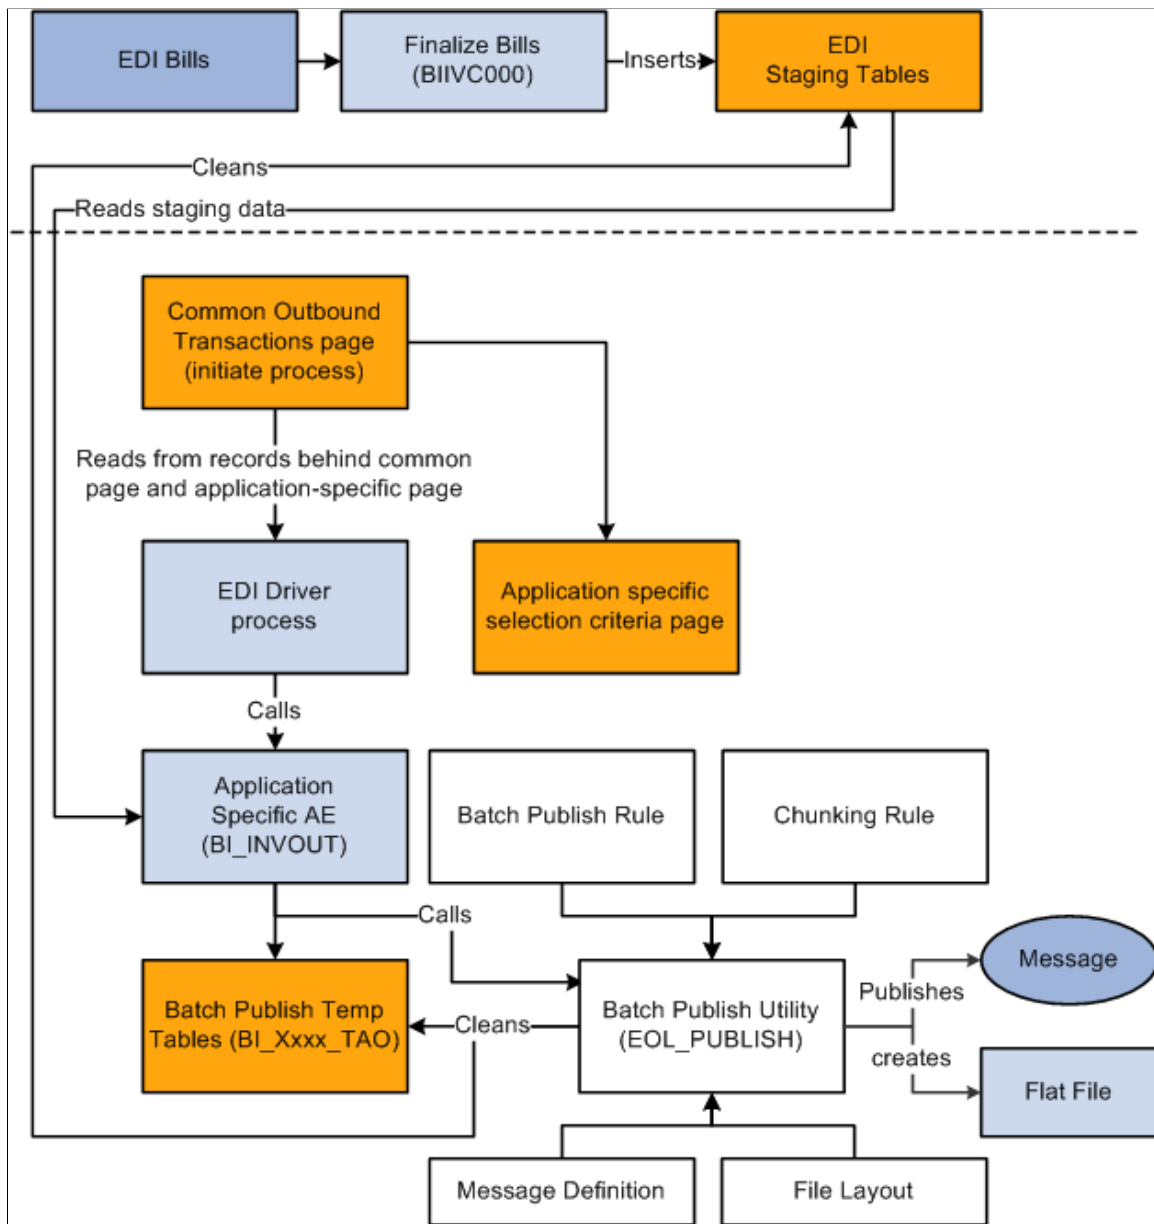 EDI Bills
Finalize Bills
(BIIVC000)
Inserts
EDI
Staging Tables
Cleans
Reads staging data
Common Outbound
Transactions page
(initiate process)
Reads from records behind common
page and application-specific page
EDI Driver
process
Application specific
selection criteria page
Calls
Application
Specific AE
(BI_INVOUT)
Batch Publish Rule
Chunking Rule
Calls
Batch Publish Temp
Tables (BI_Xxxx_TAO)
Cleans
Batch Publish Utility
(EOL_PUBLISH)
Publishes
creates
Message
Flat File
Message Definition
File Layout